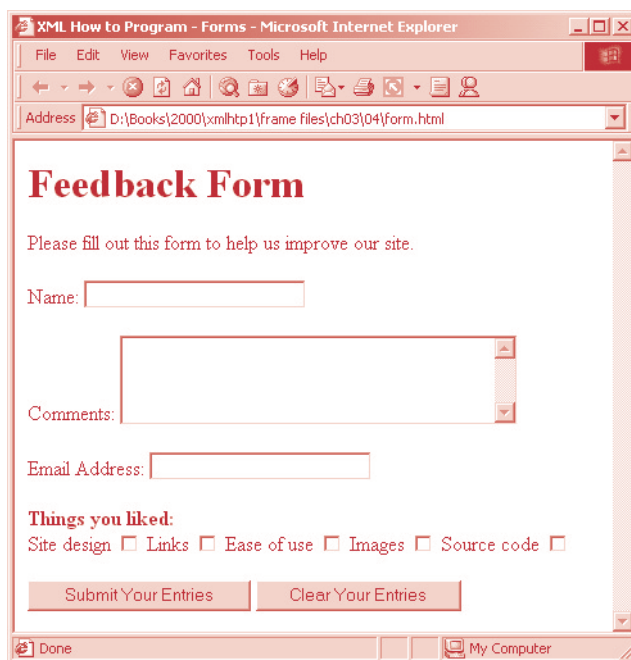 XML How to Program - Forms - Microsoft Internet Explorer
File Edit View Favorites Tools Help
Address D:\Books\2000\xmlhtp1\frame files\ch03\04\form.html
Feedback Form
Please fill out this form to help us improve our site.
Name:
Comments:
Email Address:
Things you liked:
Site design Links Ease of use Images Source code
Submit Your Entries Clear Your Entries
Done My Computer